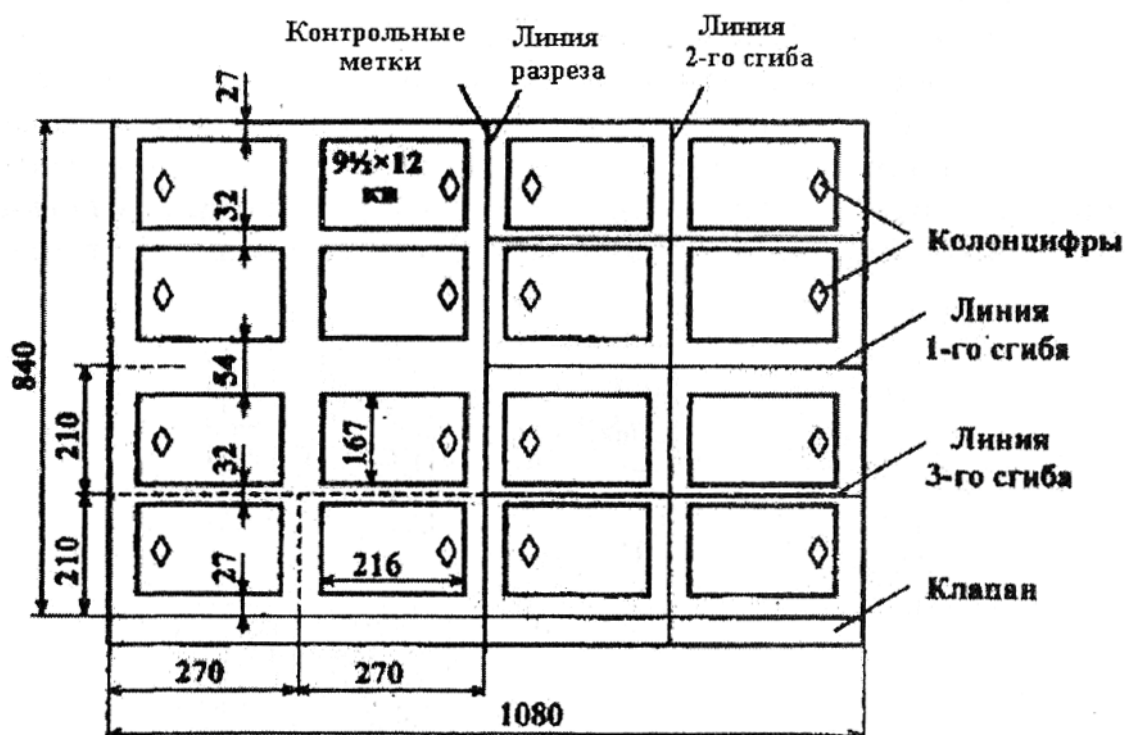 Контрольные
метки
Линия
разреза
Линия
2-го сгиба
27
9½×12
кв
32
Колонцифры
Линия
1-го сгиба
840
54
210
167
32
Линия
3-го сгиба
210
27
216
Клапан
270
270
1080